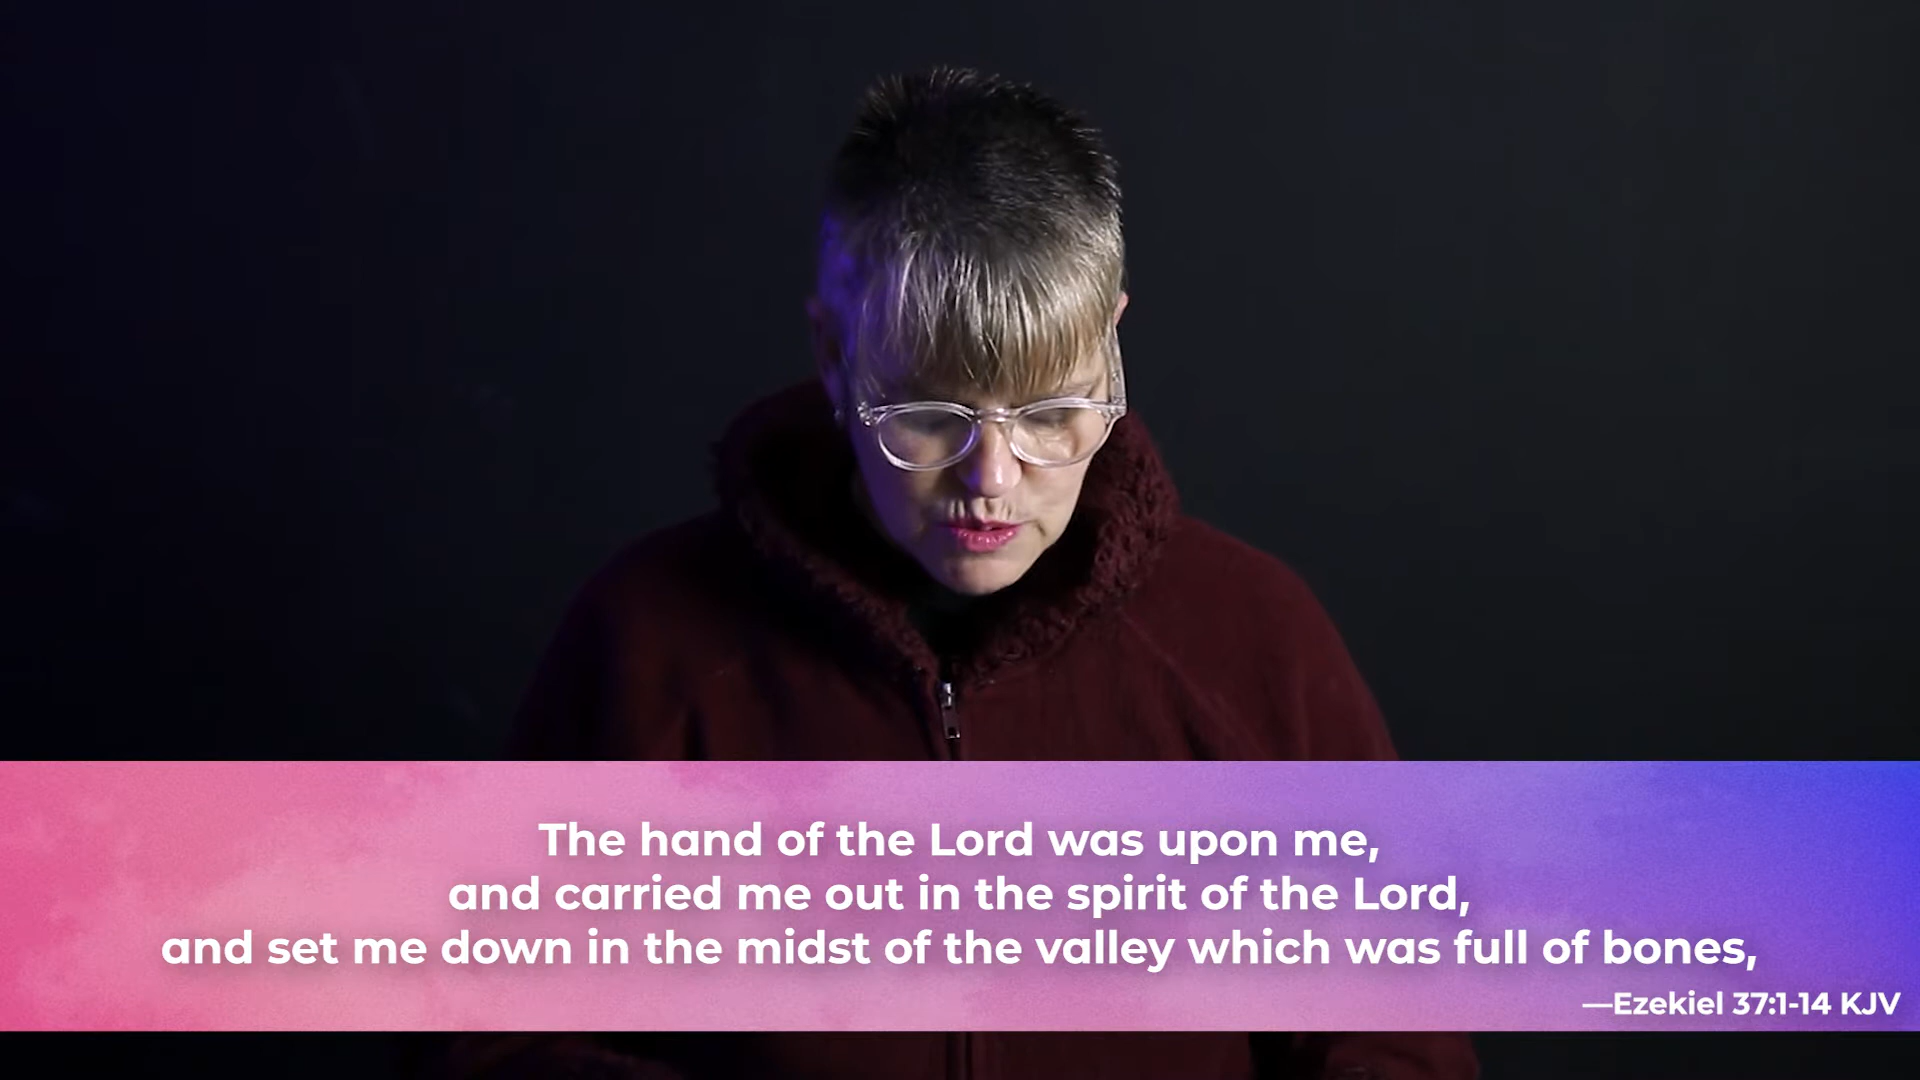 The hand of the Lord was upon me,
and carried me out in the spirit of the Lord,
and set me down in the midst of the valley which was full of bones,
—Ezekiel 37:1-14 KJV